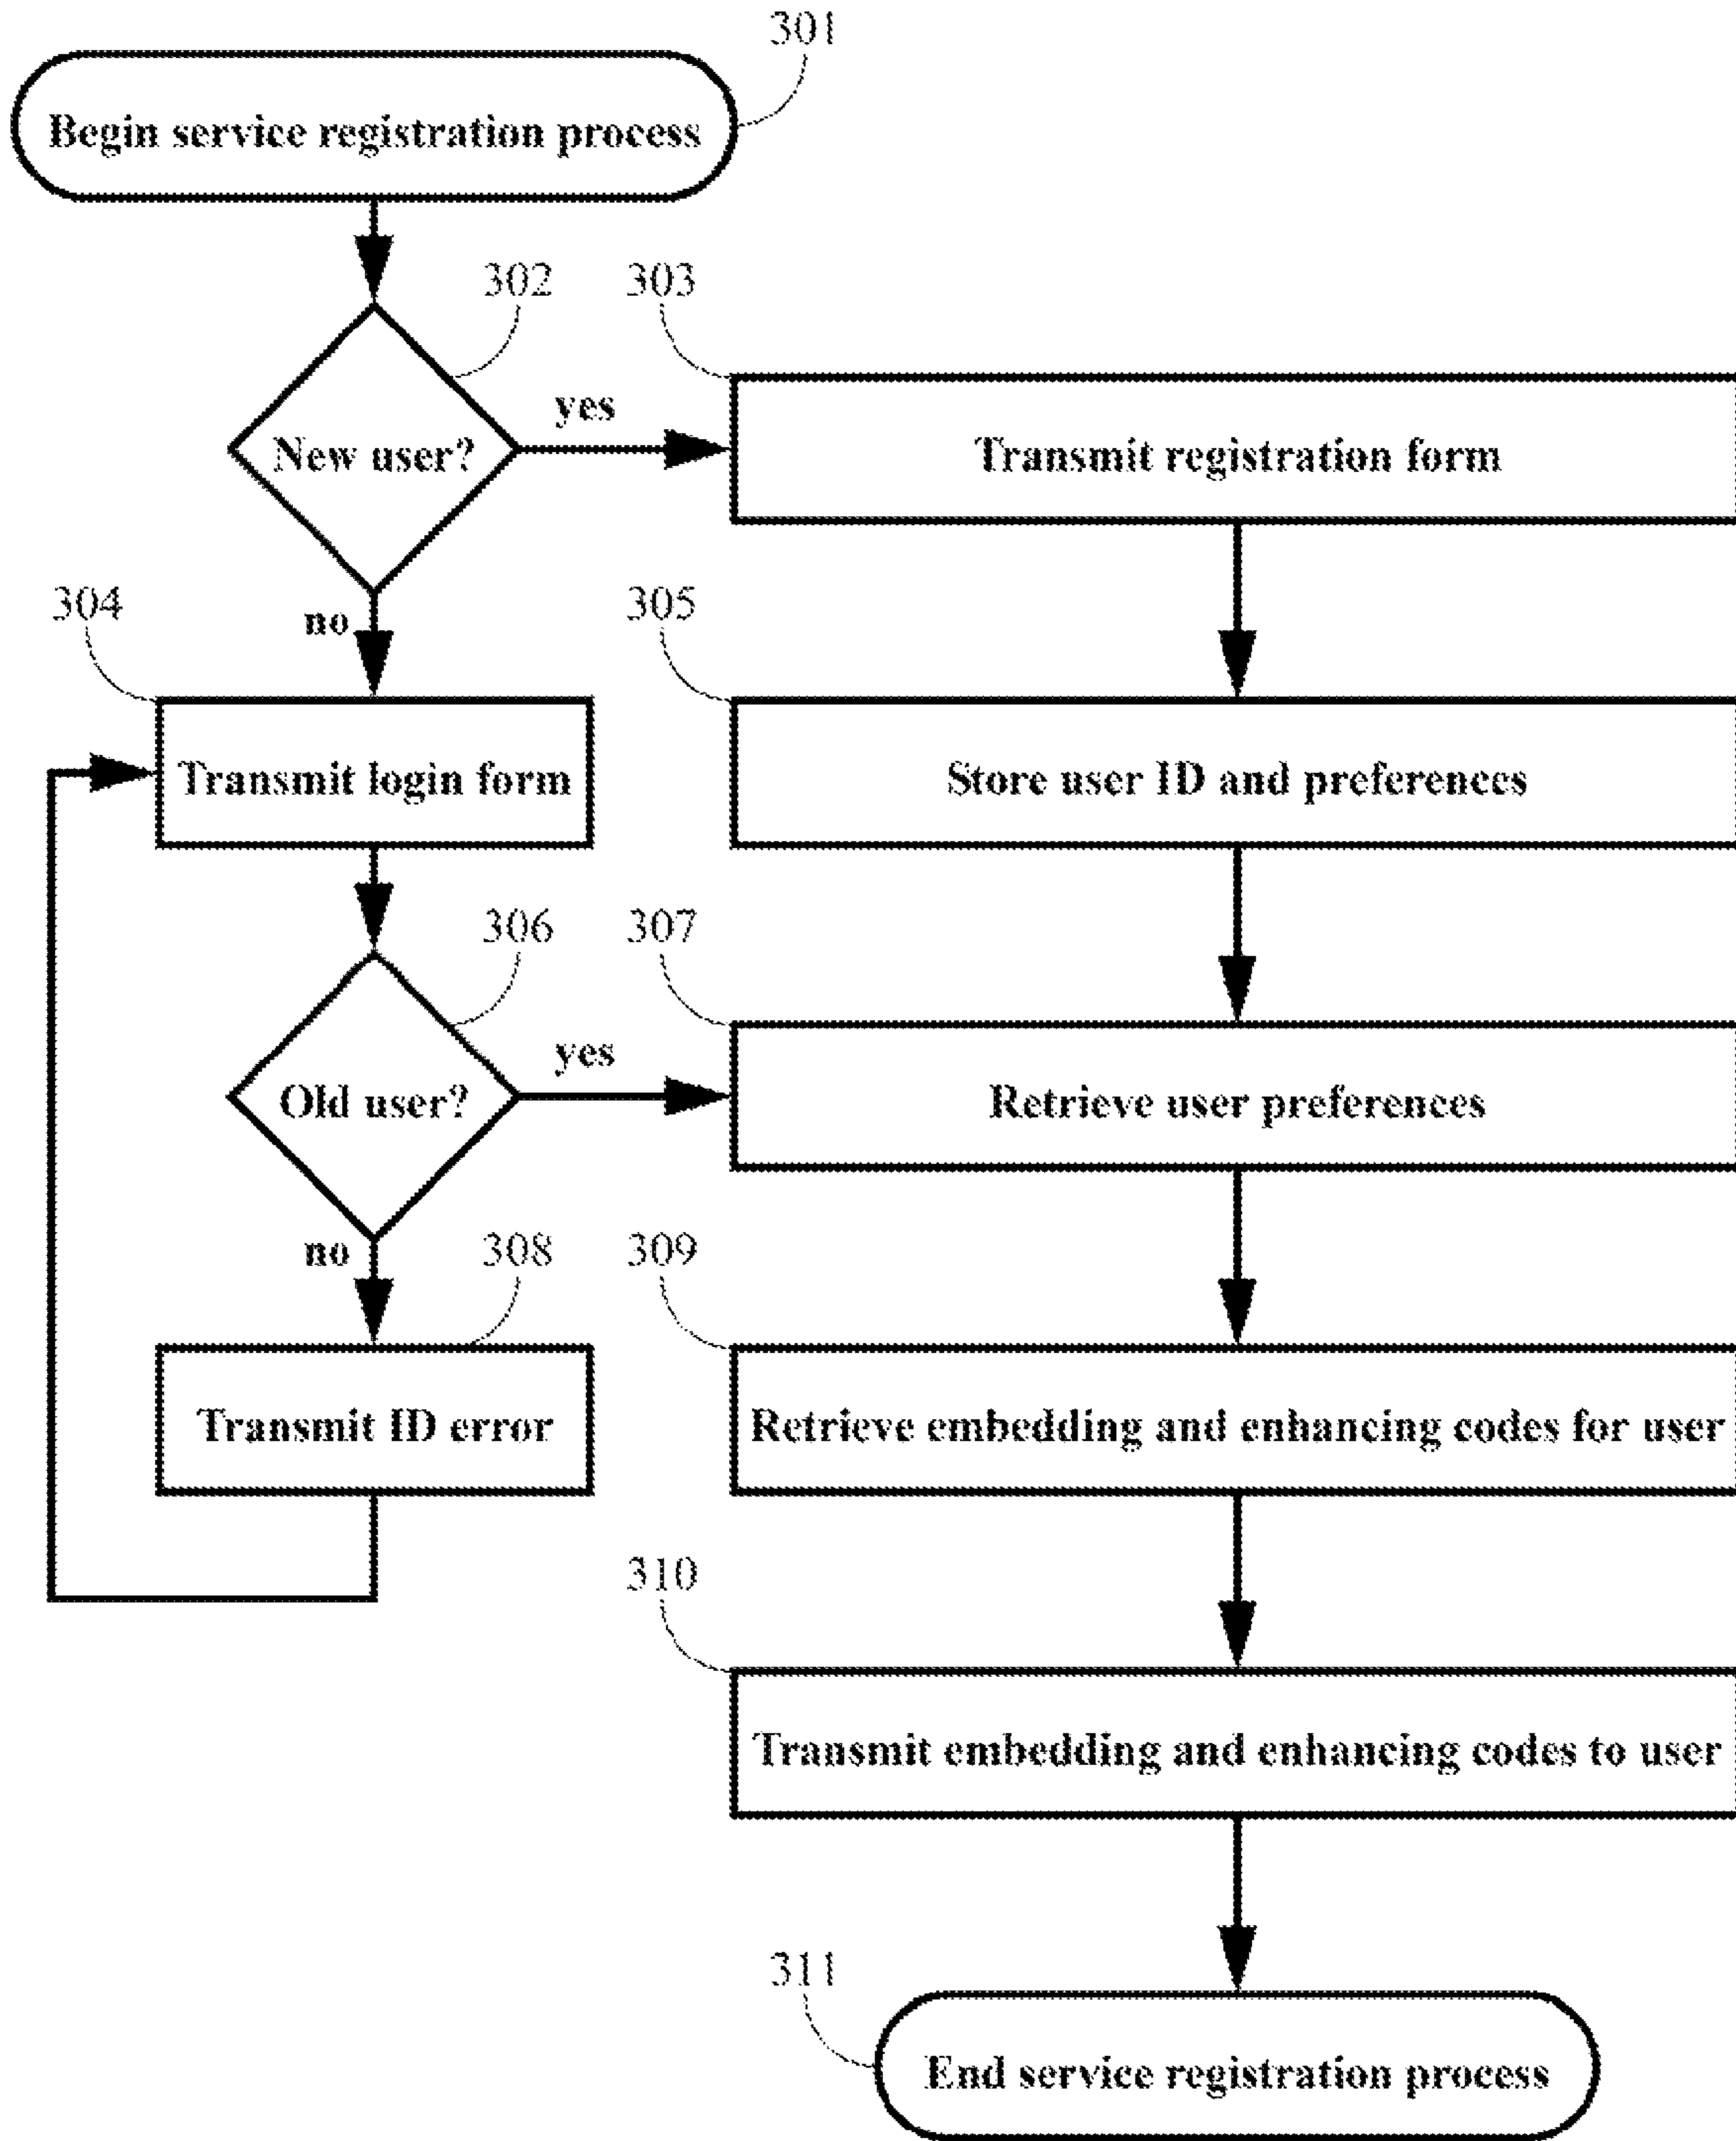 301
Begin service registration process
302
303
New user?
yes
Transmit registration form
no
304
305
Transmit login form
Store user ID and preferences
306
307
Old user?
yes
Retrieve user preferences
no
308
309
Transmit ID error
Retrieve embedding and enhancing codes for user
310
Transmit embedding and enhancing codes to user
311
End service registration process